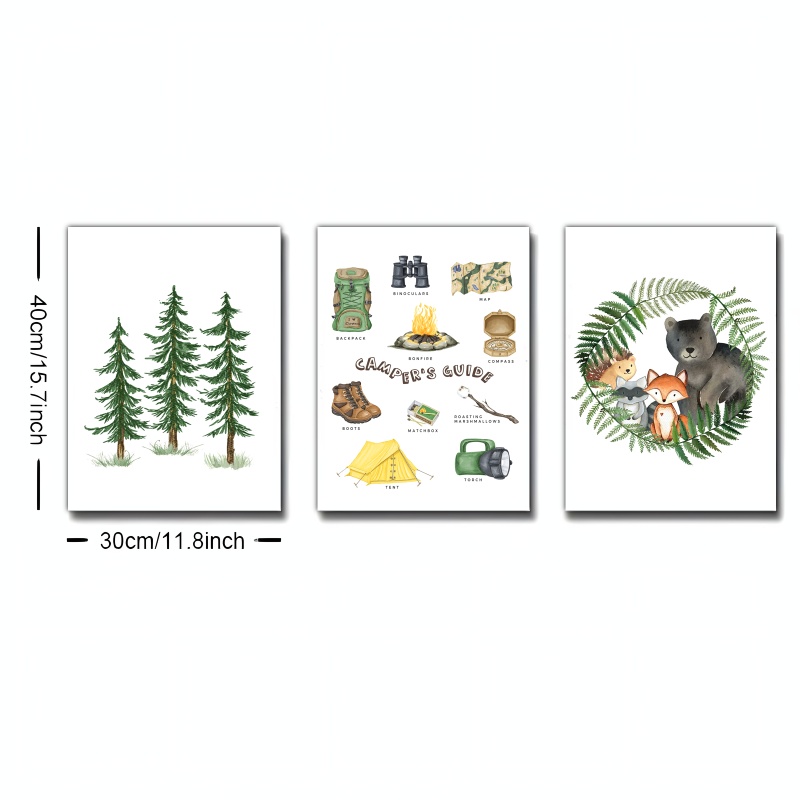 40cm/15.7inch
30cm/11.8inch
BINOCULARS
MAP
BACKPACK
BONFIRE
COMPASS
CAMPER'S GUIDE
BOOTS
MATCHBOX
ROASTING
MARSHMALLOWS
TENT
TORCH